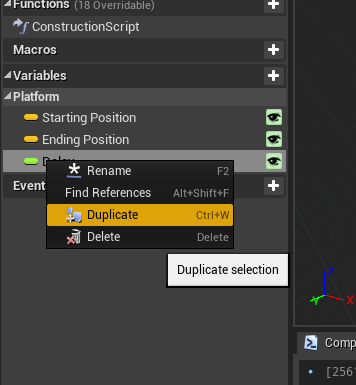 Functions (18 Overridable)
ConstructionScript
Macros
Variables
Platform
Starting Position
Ending Position
Delay
Rename F2
Find References Alt+Shift+F
Duplicate Ctrl+W
Delete Delete
Duplicate selection
Event
Z
Y X
Comp
[256